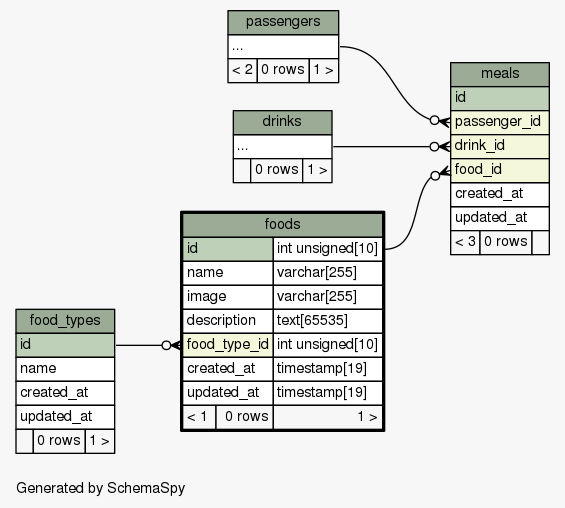 passengers
...
< 2 0 rows 1 >
meals
id
passenger_id
drink_id
food_id
created_at
updated_at
< 3 0 rows
drinks
...
0 rows 1 >
foods
id int unsigned[10]
name varchar[255]
image varchar[255]
description text[65535]
food_type_id int unsigned[10]
created_at timestamp[19]
updated_at timestamp[19]
< 1 0 rows 1 >
food_types
id
name
created_at
updated_at
0 rows 1 >
Generated by SchemaSpy